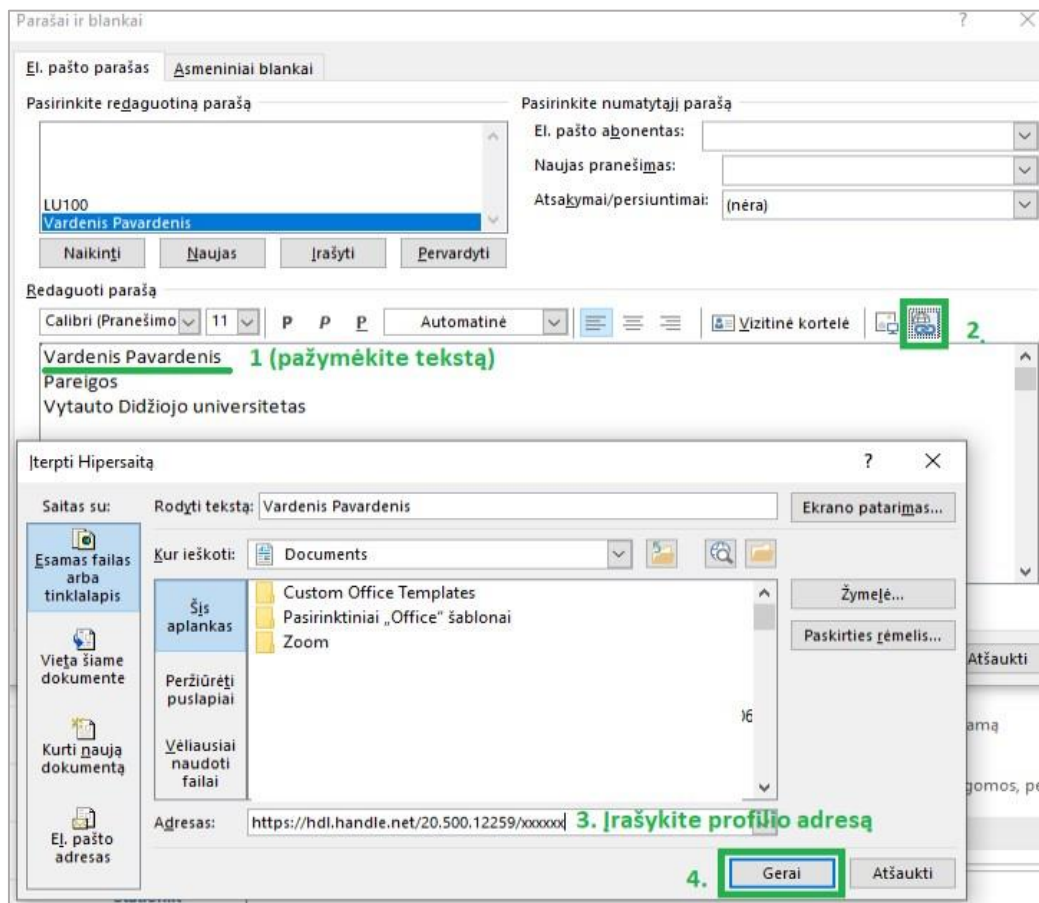 Parašai ir blankai
El. pašto parašas
Asmeniniai blankai
Pasirinkite redaguotiną parašą
Pasirinkite numatytąjį parašą
El. pašto abonentas:
Naujas pranešimas:
Atsakymai/persiuntimai: (nėra)
LU100
Vardenis Pavardenis
Naikinti Naujas Įrašyti Pervardyti
Redaguoti parašą
Calibri (Pranešimo 11 P P P Automatinė Vizitinė kortelė
2.
Vardenis Pavardenis 1 (pažymėkite tekstą)
Pareigos
Vytauto Didžiojo universitetas
Įterpti Hipersaitą ?
Saitas su:
Rodyti tekstą: Vardenis Pavardenis
Ekrano patarimas...
Esamas failas
arba
tinklalapis
Kur ieškoti: Documents
Šis
aplankas
Custom Office Templates
Pasirinktiniai „Office“ šablonai
Zoom
Žymelė...
Paskirties rėmelis...
Atšaukti
Vieta šiame
dokumente
Peržiūrėti
puslapiai
Kurti naują
dokumentą
Vėliausiai
naudoti
failai
amą
gomos, pe
El. pašto
adresas
Adresas: https://hdl.handle.net/20.500.12259/xxxxxx 3. Įrašykite profilio adresą
4. Gerai Atšaukti